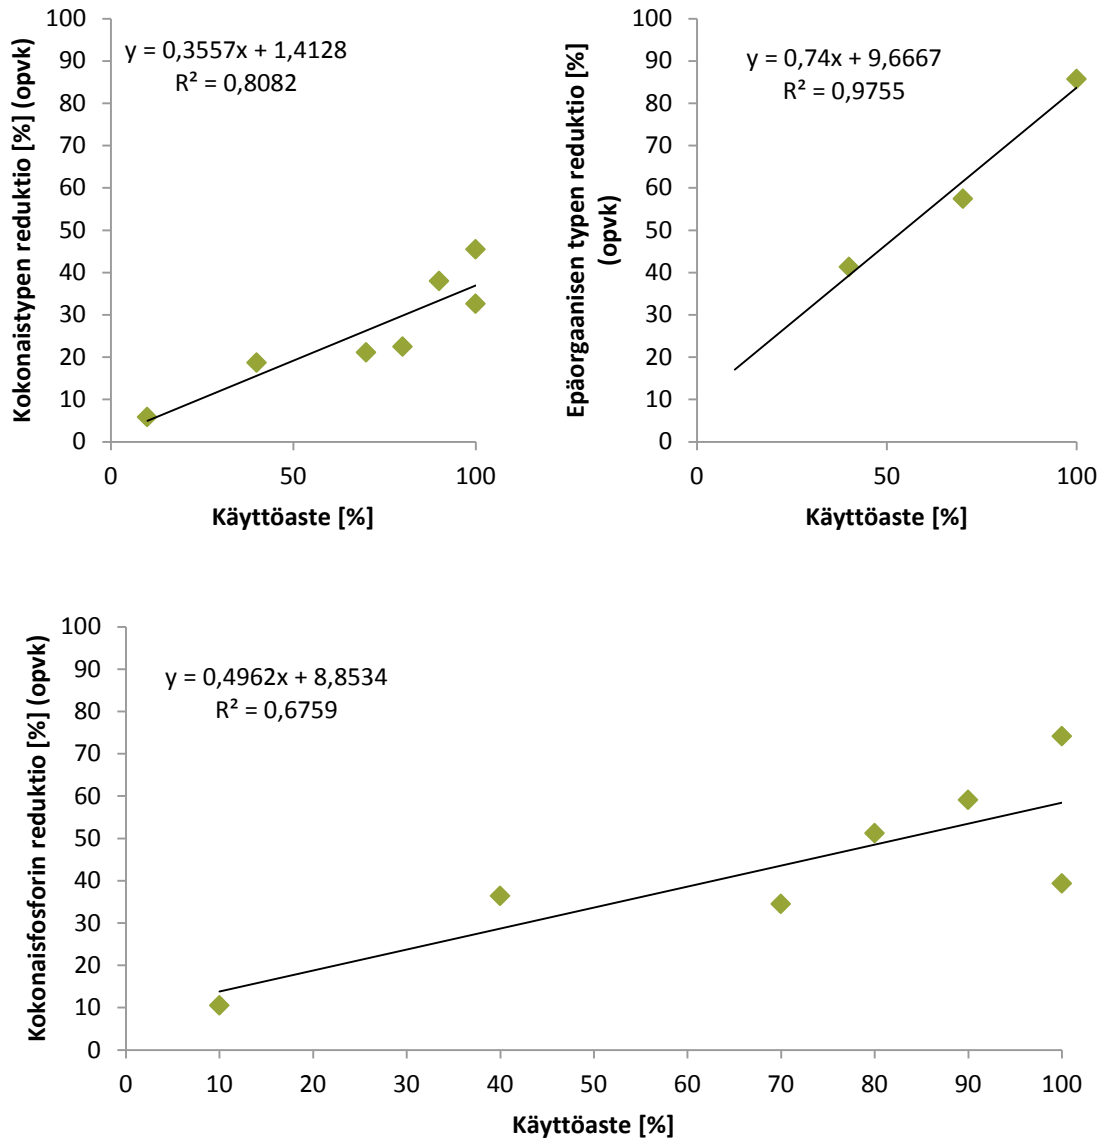 Kokonaistypen reduktio [%] (opvk)
100
90
80
70
60
50
40
30
20
10
0
y = 0,3557x + 1,4128
R² = 0,8082
0 50 100
Käyttöaste [%]
Epäorgaanisen typen reduktio [%]
(opvk)
100
90
80
70
60
50
40
30
20
10
0
y = 0,74x + 9,6667
R² = 0,9755
0 50 100
Käyttöaste [%]
Kokonaisfosforin reduktio [%] (opvk)
100
90
80
70
60
50
40
30
20
10
0
y = 0,4962x + 8,8534
R² = 0,6759
0 10 20 30 40 50 60 70 80 90 100
Käyttöaste [%]